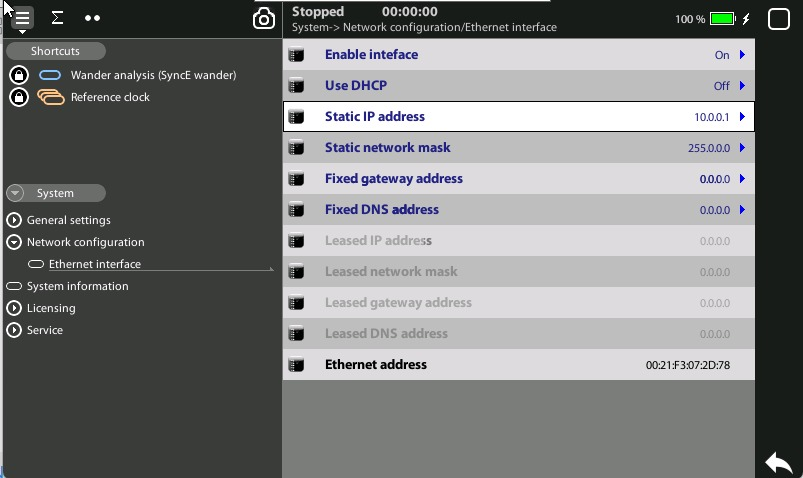 Stopped 00:00:00
System-> Network configuration/Ethernet interface
100 %
Shortcuts
Wander analysis (SyncE wander)
Reference clock
System
General settings
Network configuration
Ethernet interface
System information
Licensing
Service
Enable inteface On
Use DHCP Off
Static IP address 10.0.0.1
Static network mask 255.0.0.0
Fixed gateway address 0.0.0.0
Fixed DNS address 0.0.0.0
Leased IP address 0.0.0.0
Leased network mask 0.0.0.0
Leased gateway address 0.0.0.0
Leased DNS address 0.0.0.0
Ethernet address 00:21:F3:07:2D:78